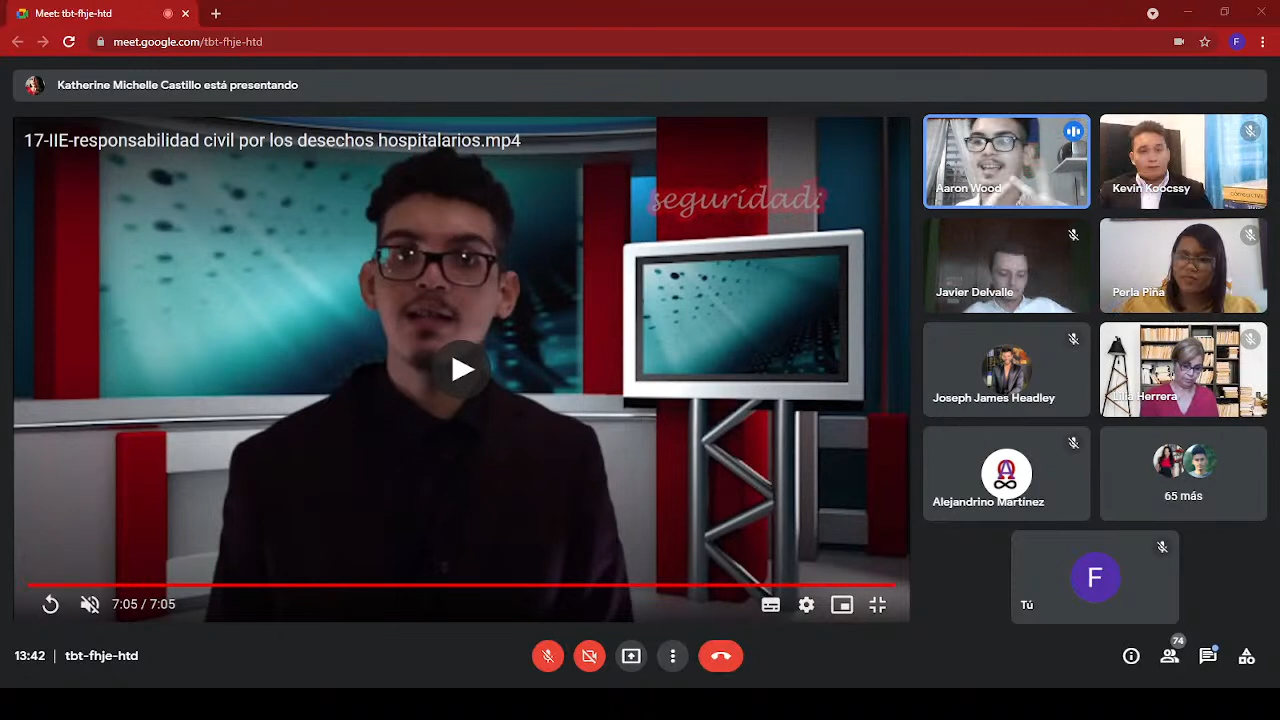 Meet: tbt-fhje-htd
meet.google.com/tbt-fhje-htd
F
Katherine Michelle Castillo está presentando
17-IIE-responsabilidad civil por los desechos hospitalarios.mp4
seguridad:
Aaron Wood
Kevin Koocssy
Javier Delvalle
Perla Piña
Joseph James Headley
Lilia Herrera
Alejandrino Martínez
65 más
F
Tú
7:05 / 7:05
13:42 | tbt-fhje-htd
74